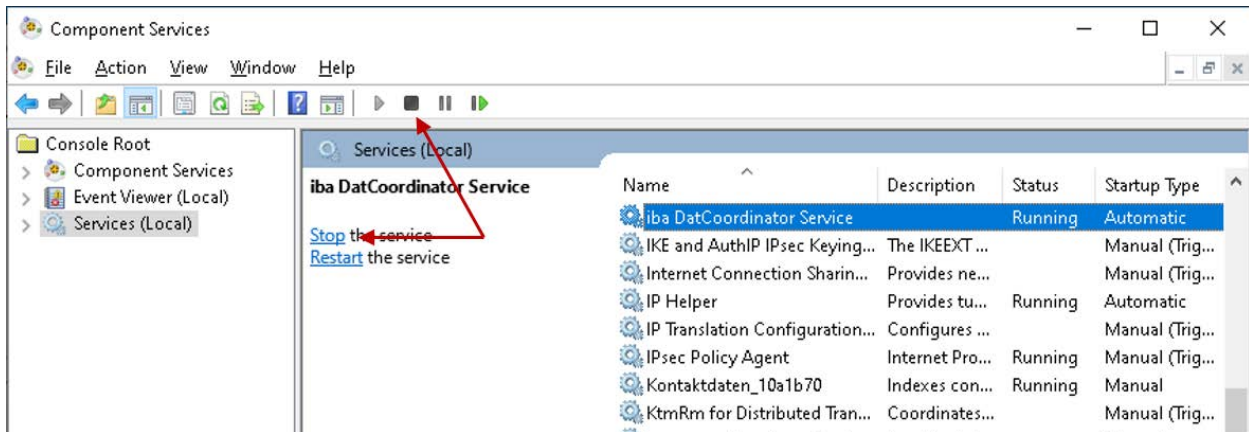 Component Services
File Action View Window Help
Console Root
Component Services
Event Viewer (Local)
Services (Local)
Services (Local)
iba DatCoordinator Service
Stop the service
Restart the service
Name Description Status Startup Type
iba DatCoordinator Service Running Automatic
IKE and AuthIP IPsec Keying... The IKEEXT ... Manual (Trig...
Internet Connection Sharin... Provides ne... Manual (Trig...
IP Helper Provides tu... Running Automatic
IP Translation Configuration... Configures ... Manual (Trig...
IPsec Policy Agent Internet Pro... Running Manual (Trig...
Kontaktdaten_10a1b70 Indexes con... Running Manual
KtmRm for Distributed Tran... Coordinates... Manual (Trig...